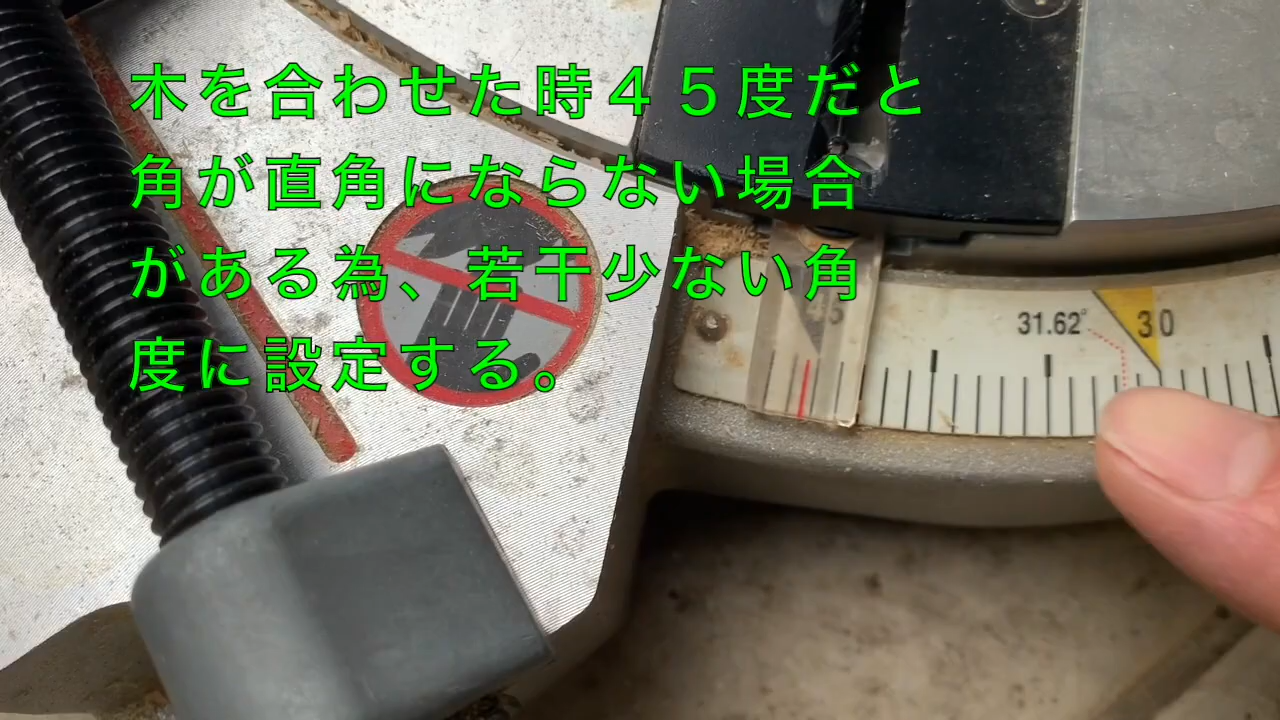 木を合わせた時４５度だと
角が直角にならない場合
がある為、若干少ない角
度に設定する。
45
31.62°
30